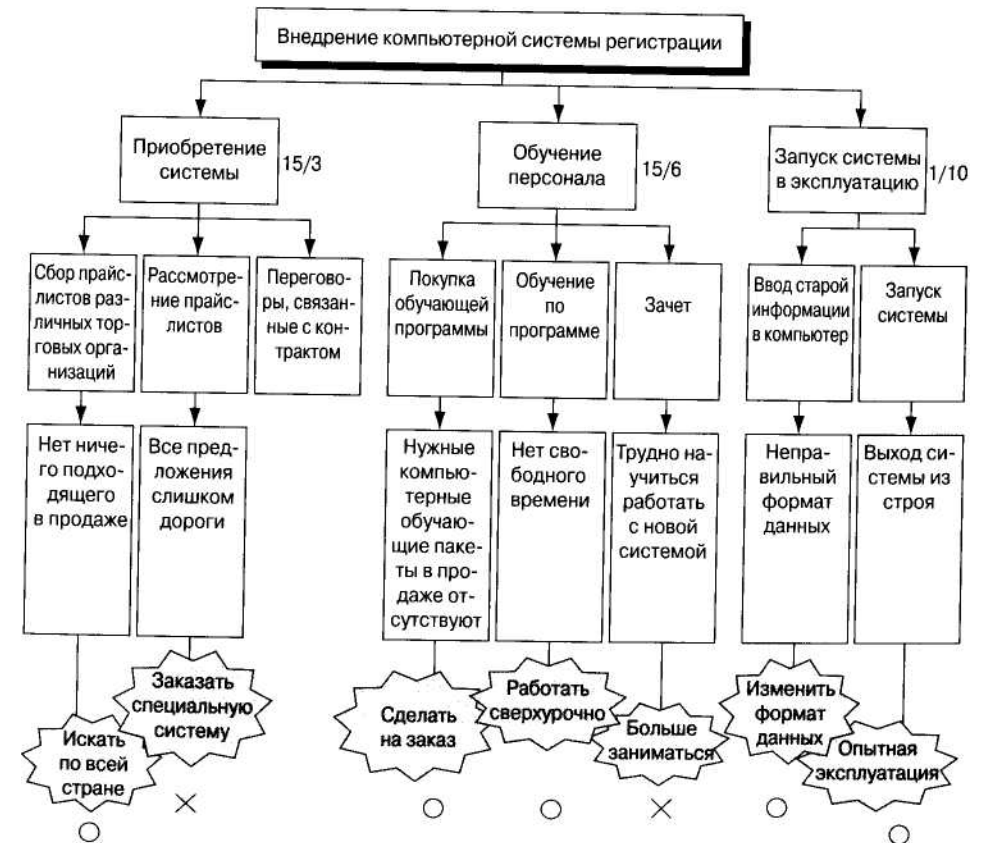 Внедрение компьютерной системы регистрации
Приобретение
системы
15/3
Обучение
персонала
15/6
Запуск системы
в эксплуатацию
1/10
Сбор прайс-
листов раз-
личных тор-
говых орга-
низаций
Рассмотре-
ние прайс-
листов
Перегово-
ры, связан-
ные с кон-
трактом
Покупка
обучающей
программы
Обучение
по
программе
Зачет
Ввод старой
информации
в компьютер
Запуск
системы
Нет ниче-
го подхо-
дящего
в продаже
Все пред-
ложения
слишком
дороги
Нужные
компью-
терные
обучаю-
щие паке-
ты в про-
даже от-
сутствуют
Нет сво-
бодного
времени
Трудно на-
учиться
работать
с новой
системой
Непра-
вильный
формат
данных
Выход си-
стемы из
строя
Искать
по всей
стране
Заказать
специальную
систему
Сделать
на заказ
Работать
сверхурочно
Больше
заниматься
Изменить
формат
данных
Опытная
эксплуатация